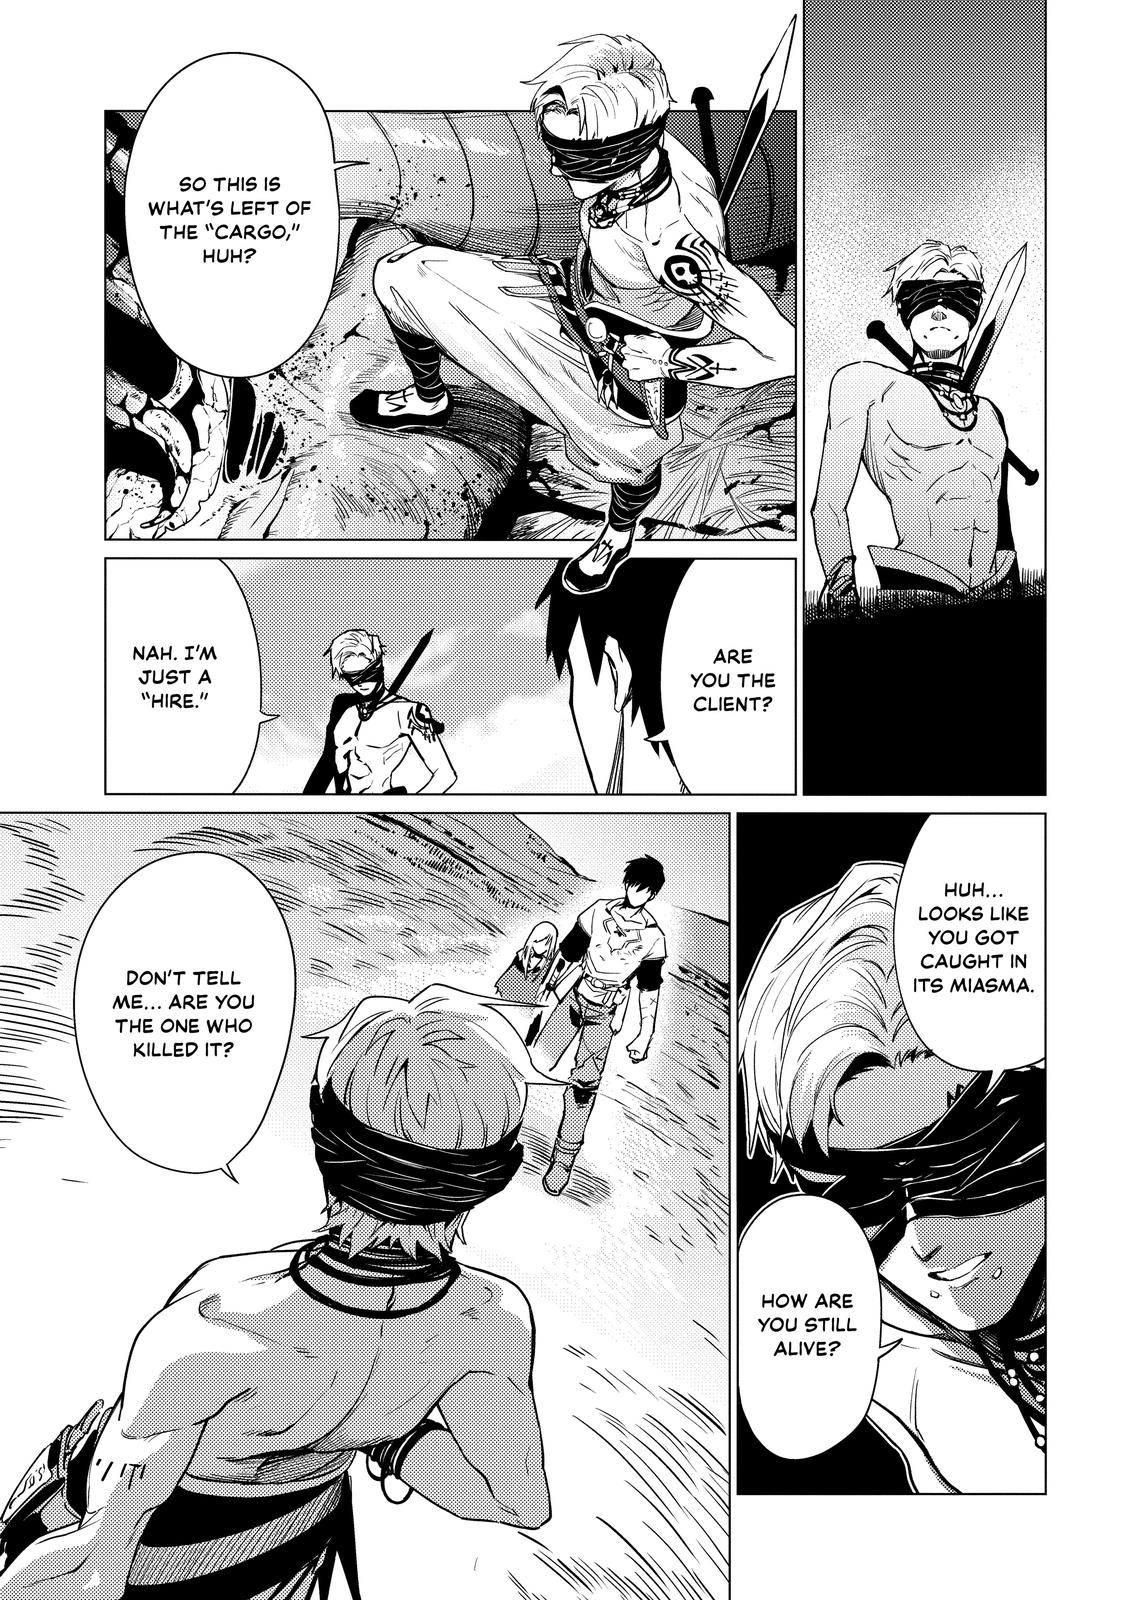 SO THIS IS
WHAT'S LEFT OF
THE "CARGO,"
HUH?
ARE
YOU THE
CLIENT?
NAH. I'M
JUST A
"HIRE."
HUH...
LOOKS LIKE
YOU GOT
CAUGHT IN
ITS MIASMA.
HOW ARE
YOU STILL
ALIVE?
DON'T TELL
ME... ARE YOU
THE ONE WHO
KILLED IT?